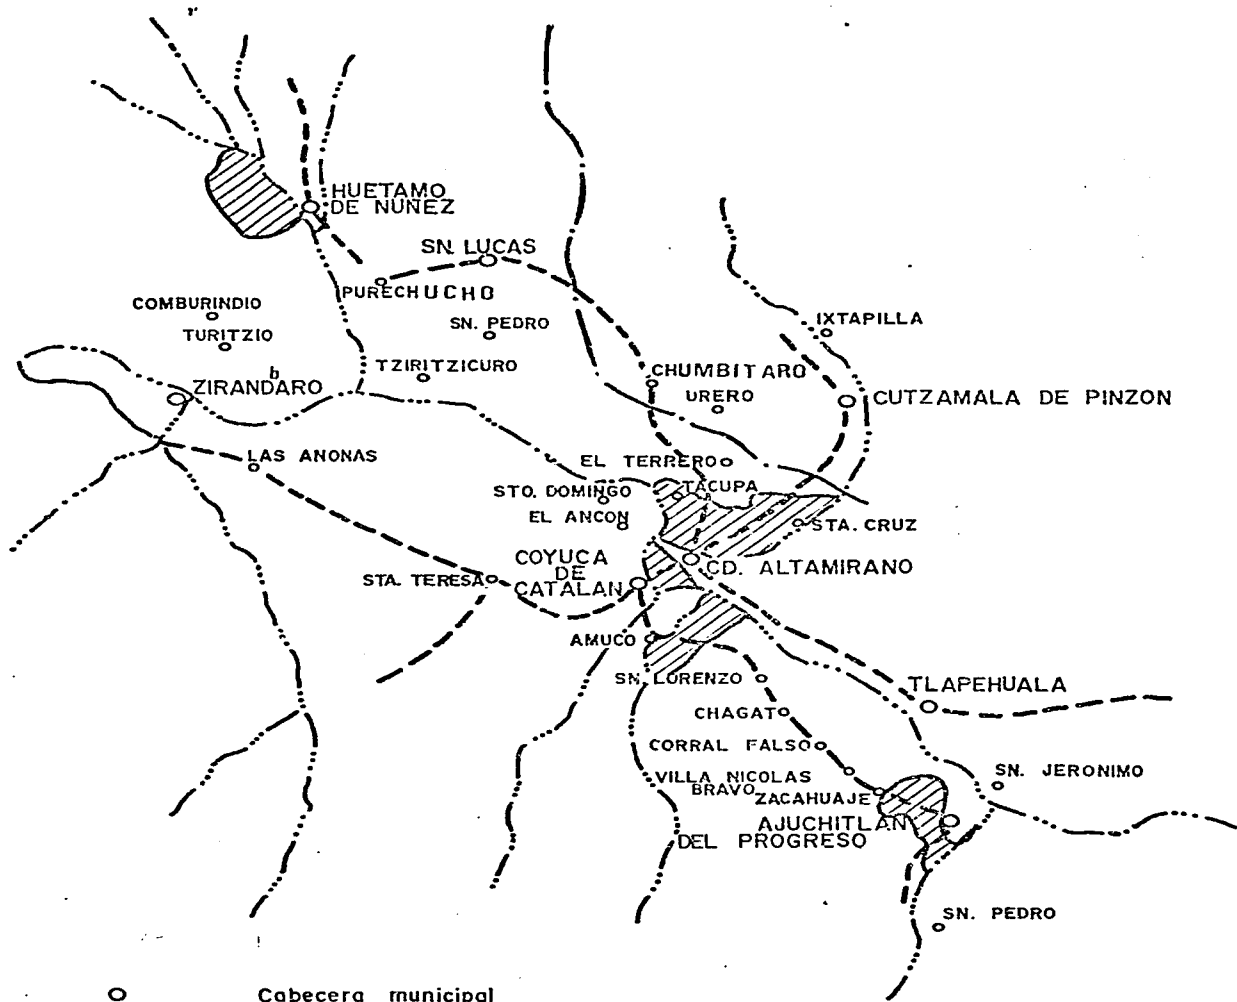 HUETAMO
DE NUÑEZ
SN. LUCAS
PURECHUCHO
COMBURINDIO
TURITZIO
SN. PEDRO
IXTAPILLA
TZIRITZICURO
ZIRANDARO
CHUMBITARO
URERO
CUTZAMALA DE PINZON
LAS ANONAS
EL TERRERO
STO. DOMINGO
TACUPA
EL ANCON
STA. CRUZ
COYUCA
DE
CATALAN
CD. ALTAMIRANO
STA. TERESA
AMUCO
SN. LORENZO
TLAPEHUALA
CHAGAT
CORRAL FALSO
VILLA NICOLAS
BRAVO
SN. JERONIMO
ZACAHUAJE
AJUCHITLAN
DEL PROGRESO
SN. PEDRO
Cabecera municipal